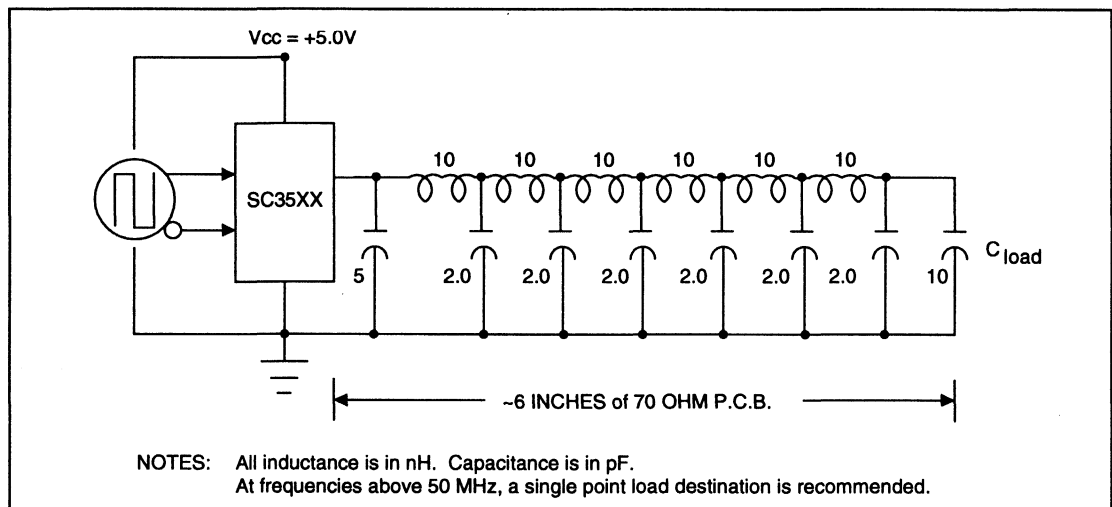 Vcc = +5.0V
10 10 10 10 10 10
SC35XX
C load
5 2.0 2.0 2.0 2.0 2.0 2.0 10
~6 INCHES of 70 OHM P.C.B.
NOTES: All inductance is in nH. Capacitance is in pF.
At frequencies above 50 MHz, a single point load destination is recommended.